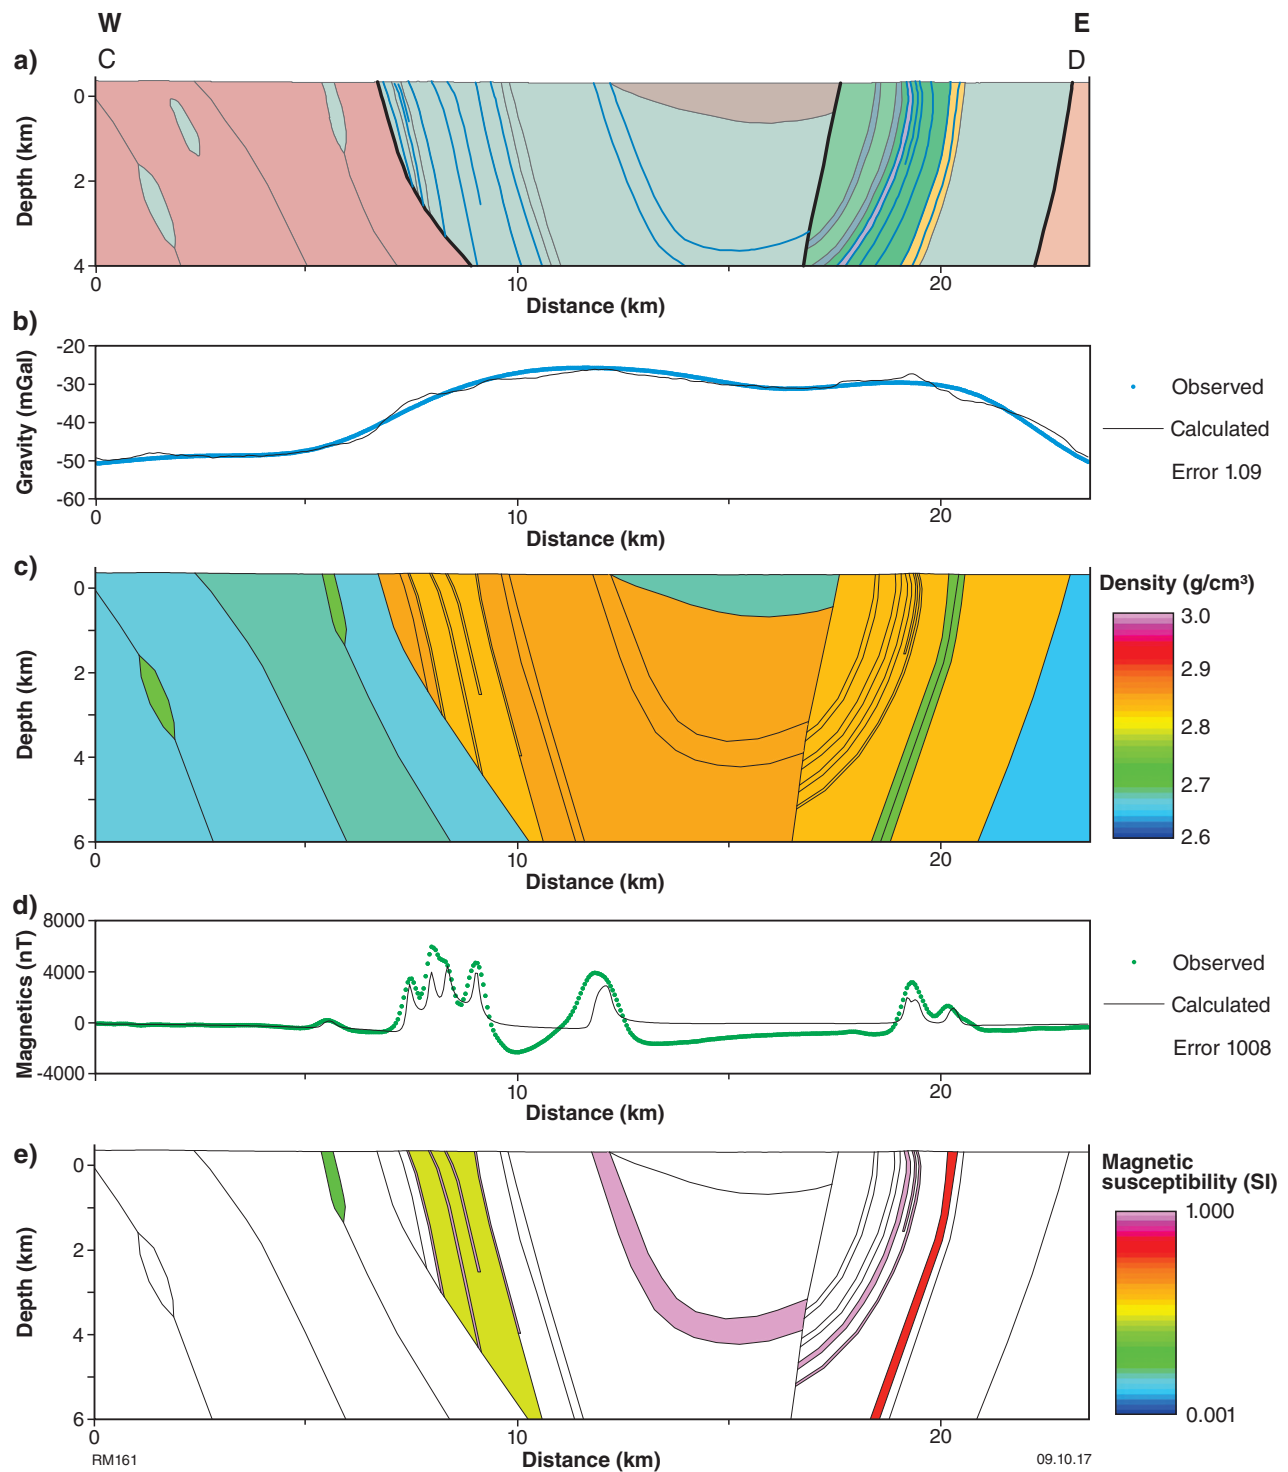 W E
C D
a)
0
2
4
Depth (km)
0 10 20
Distance (km)
b)
-20
-30
-40
-50
-60
Gravity (mGal)
0 10 20
Distance (km)
Observed
Calculated
Error 1.09
c)
0
2
4
6
Depth (km)
0 10 20
Distance (km)
Density (g/cm³)
3.0
2.9
2.8
2.7
2.6
d)
8000
4000
0
-4000
Magnetics (nT)
10 20
Distance (km)
Observed
Calculated
Error 1008
e)
0
2
4
6
Depth (km)
0 10 20
Distance (km)
Magnetic
susceptibility (SI)
1.000
0.001
RM161
09.10.17